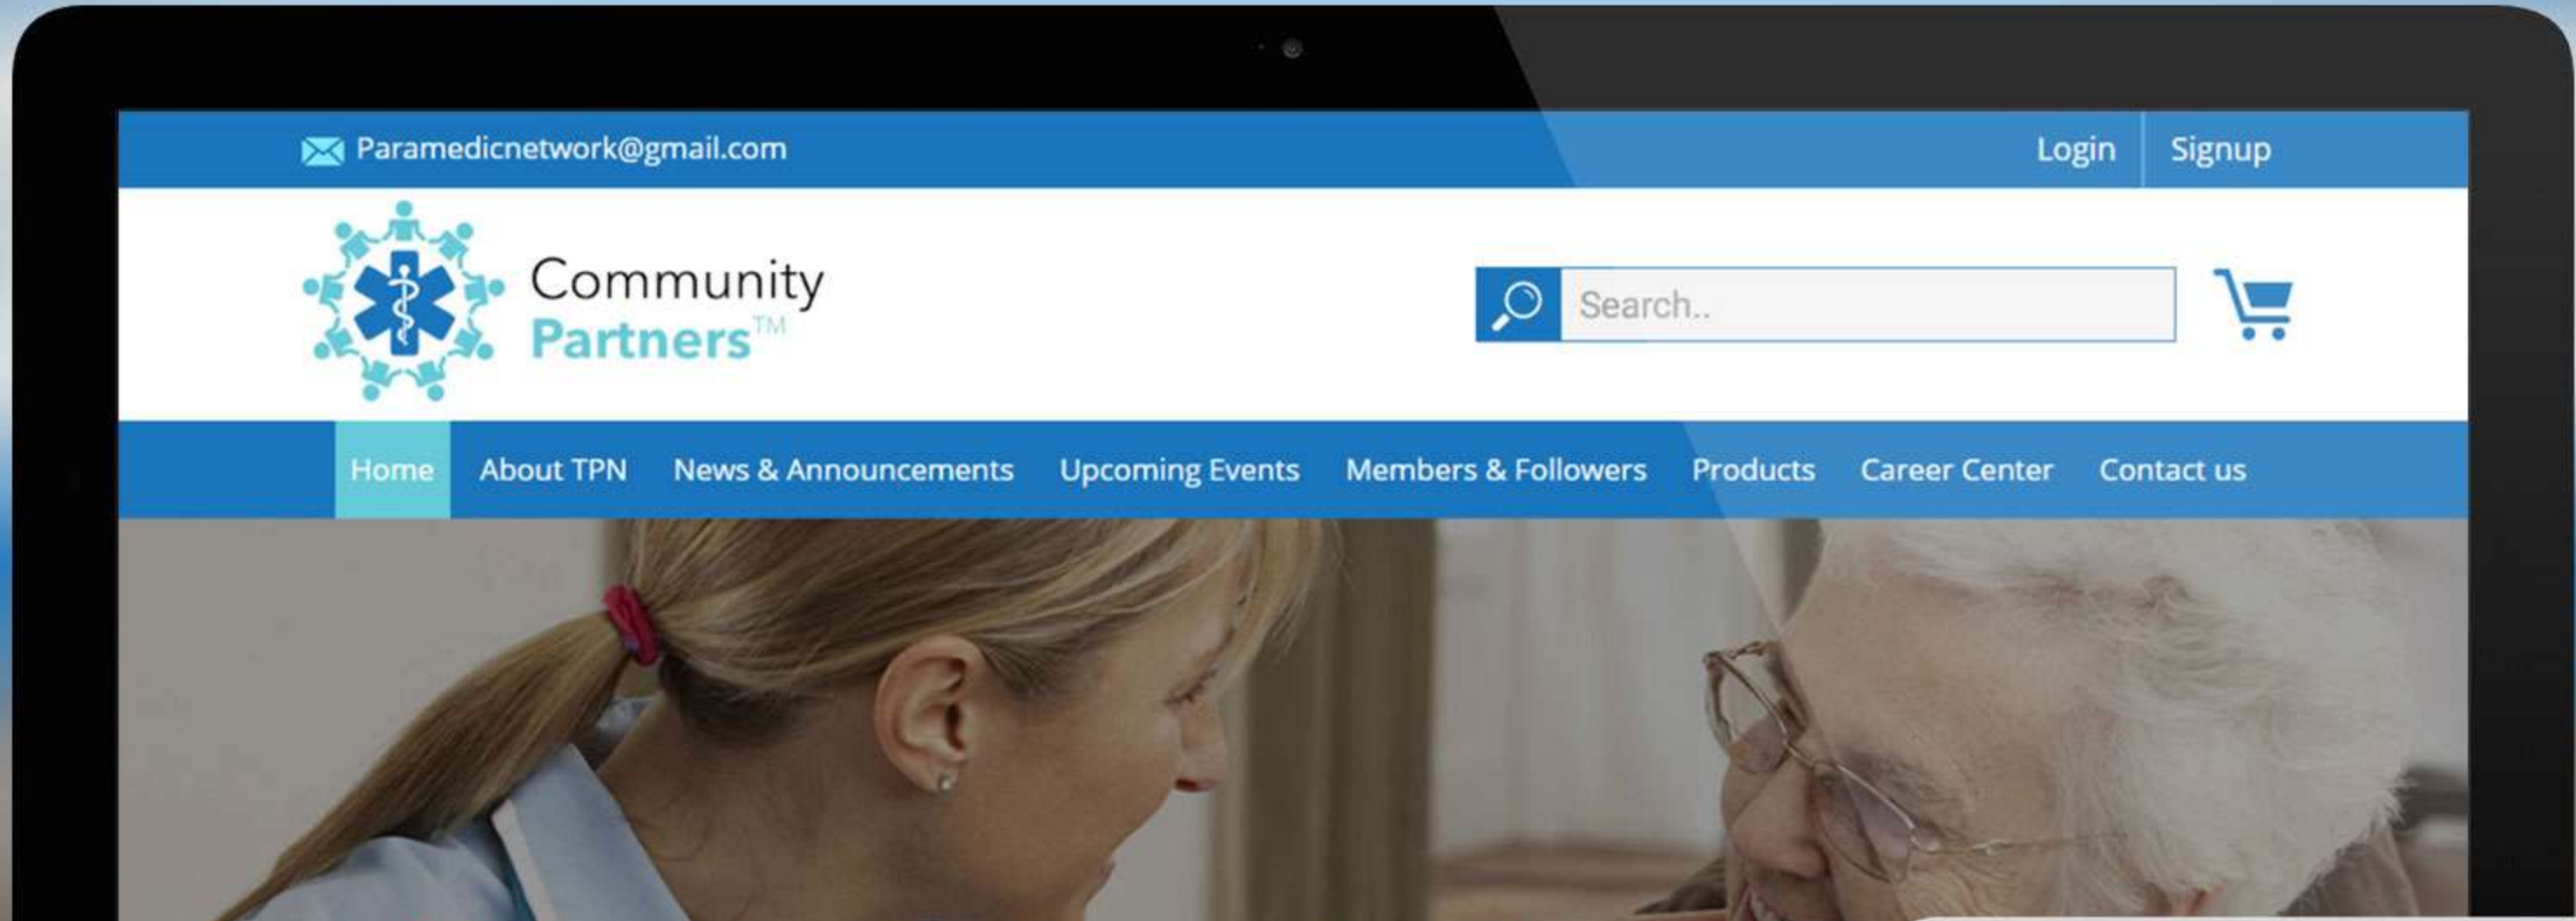 Paramedicnetwork@gmail.com
Login Signup
Community
Partners™
Search..
Home About TPN News & Announcements Upcoming Events Members & Followers Products Career Center Contact us